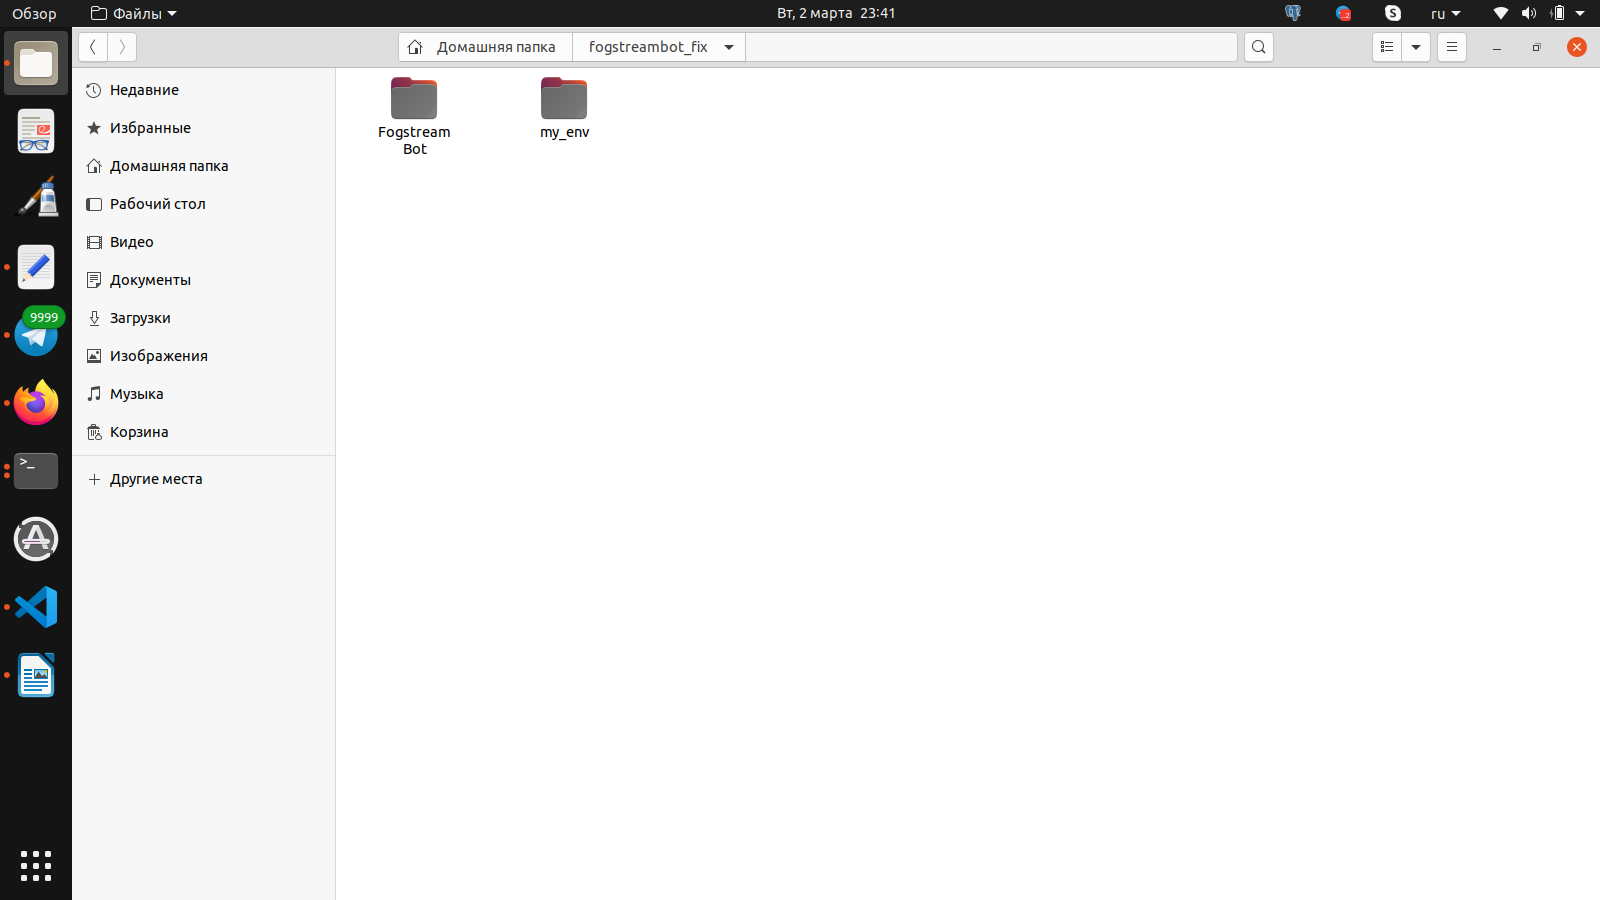 Обзор
Файлы
Вт, 2 марта 23:41
ru
Домашняя папка
fogstreambot_fix
Недавние
Избранные
Домашняя папка
Рабочий стол
Видео
Документы
Загрузки
Изображения
Музыка
Корзина
Другие места
Fogstream
Bot
my_env
9999
>_